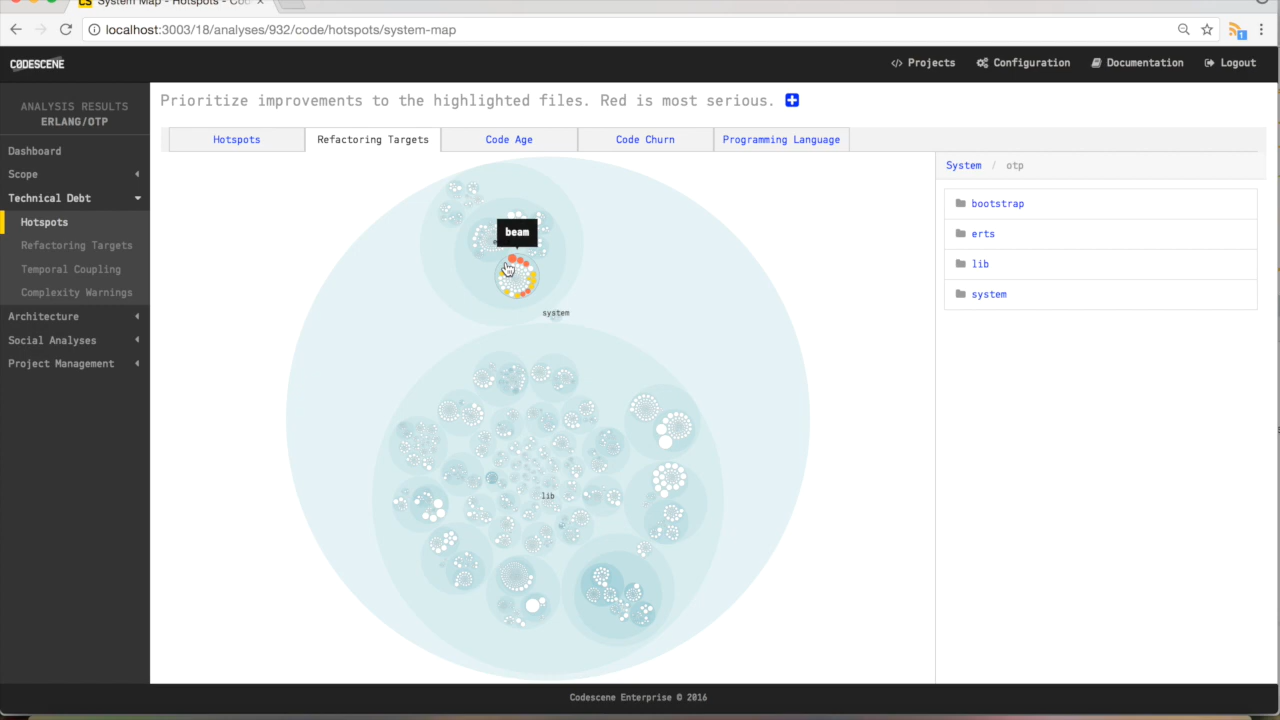 System Map - Hotspots - Cod
localhost:3003/18/analyses/932/code/hotspots/system-map
1
CODESCENE
Projects
Configuration
Documentation
Logout
ANALYSIS RESULTS
ERLANG/OTP
Dashboard
Scope
Technical Debt
Hotspots
Refactoring Targets
Temporal Coupling
Complexity Warnings
Architecture
Social Analyses
Project Management
Prioritize improvements to the highlighted files. Red is most serious.
Hotspots
Refactoring Targets
Code Age
Code Churn
Programming Language
beam
system
lib
System / otp
bootstrap
erts
lib
system
Codescene Enterprise © 2016